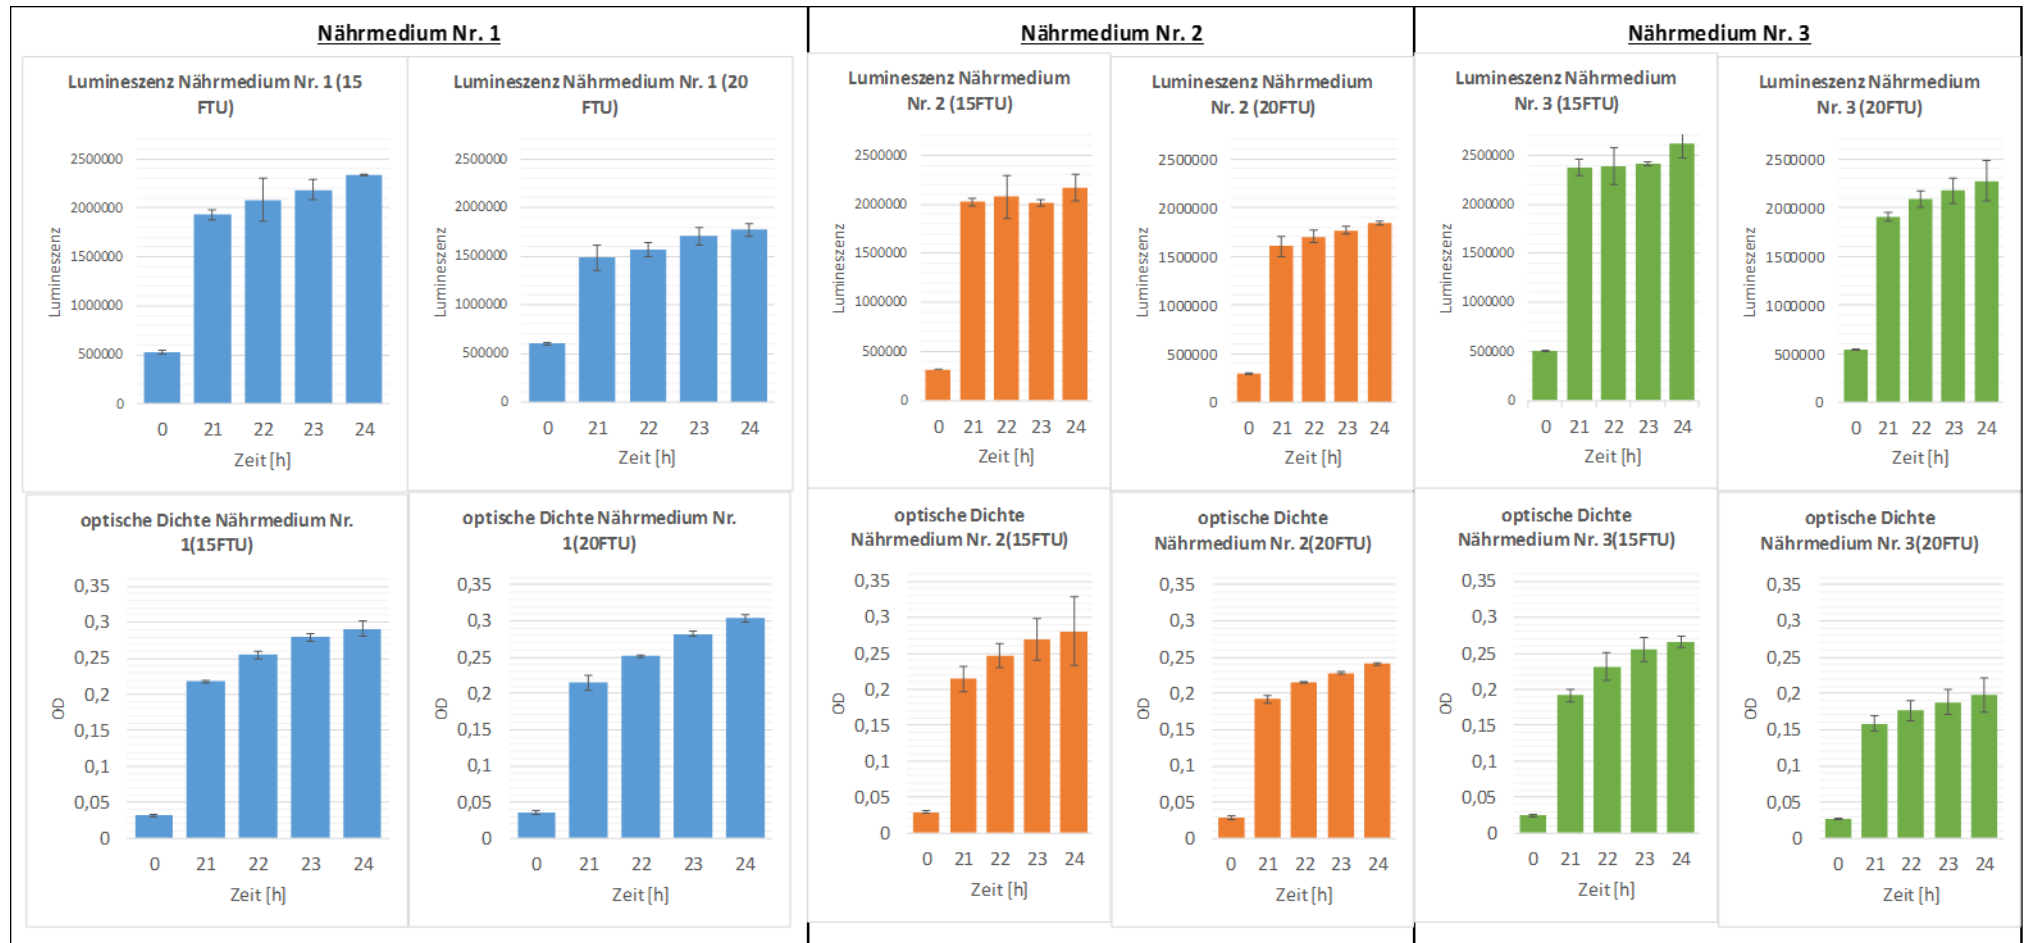 Nährmedium Nr. 1
Lumineszenz Nährmedium Nr. 1 (15
FTU)
2500000
2000000
1500000
1000000
500000
0
Lumineszenz
0 21 22 23 24
Zeit [h]
Lumineszenz Nährmedium Nr. 1 (20
FTU)
2500000
2000000
1500000
1000000
500000
0
Lumineszenz
0 21 22 23 24
Zeit [h]
optische Dichte Nährmedium Nr.
1(15FTU)
0,35
0,3
0,25
0,2
0,15
0,1
0,05
0
OD
0 21 22 23 24
Zeit [h]
optische Dichte Nährmedium Nr.
1(20FTU)
0,35
0,3
0,25
0,2
0,15
0,1
0,05
0
OD
0 21 22 23 24
Zeit [h]
Nährmedium Nr. 2
Lumineszenz Nährmedium
Nr. 2 (15FTU)
2500000
2000000
1500000
1000000
500000
0
Lumineszenz
0 21 22 23 24
Zeit [h]
Lumineszenz Nährmedium
Nr. 2 (20FTU)
2500000
2000000
1500000
1000000
500000
0
Lumineszenz
0 21 22 23 24
Zeit [h]
optische Dichte
Nährmedium Nr. 2(15FTU)
0,35
0,3
0,25
0,2
0,15
0,1
0,05
0
OD
0 21 22 23 24
Zeit [h]
optische Dichte
Nährmedium Nr. 2(20FTU)
0,35
0,3
0,25
0,2
0,15
0,1
0,05
0
OD
0 21 22 23 24
Zeit [h]
Nährmedium Nr. 3
Lumineszenz Nährmedium
Nr. 3 (15FTU)
2500000
2000000
1500000
1000000
500000
0
Lumineszenz
0 21 22 23 24
Zeit [h]
Lumineszenz Nährmedium
Nr. 3 (20FTU)
2500000
2000000
1500000
1000000
500000
0
Lumineszenz
0 21 22 23 24
Zeit [h]
optische Dichte
Nährmedium Nr. 3(15FTU)
0,35
0,3
0,25
0,2
0,15
0,1
0,05
0
OD
0 21 22 23 24
Zeit [h]
optische Dichte
Nährmedium Nr. 3(20FTU)
0,35
0,3
0,25
0,2
0,15
0,1
0,05
0
OD
0 21 22 23 24
Zeit [h]